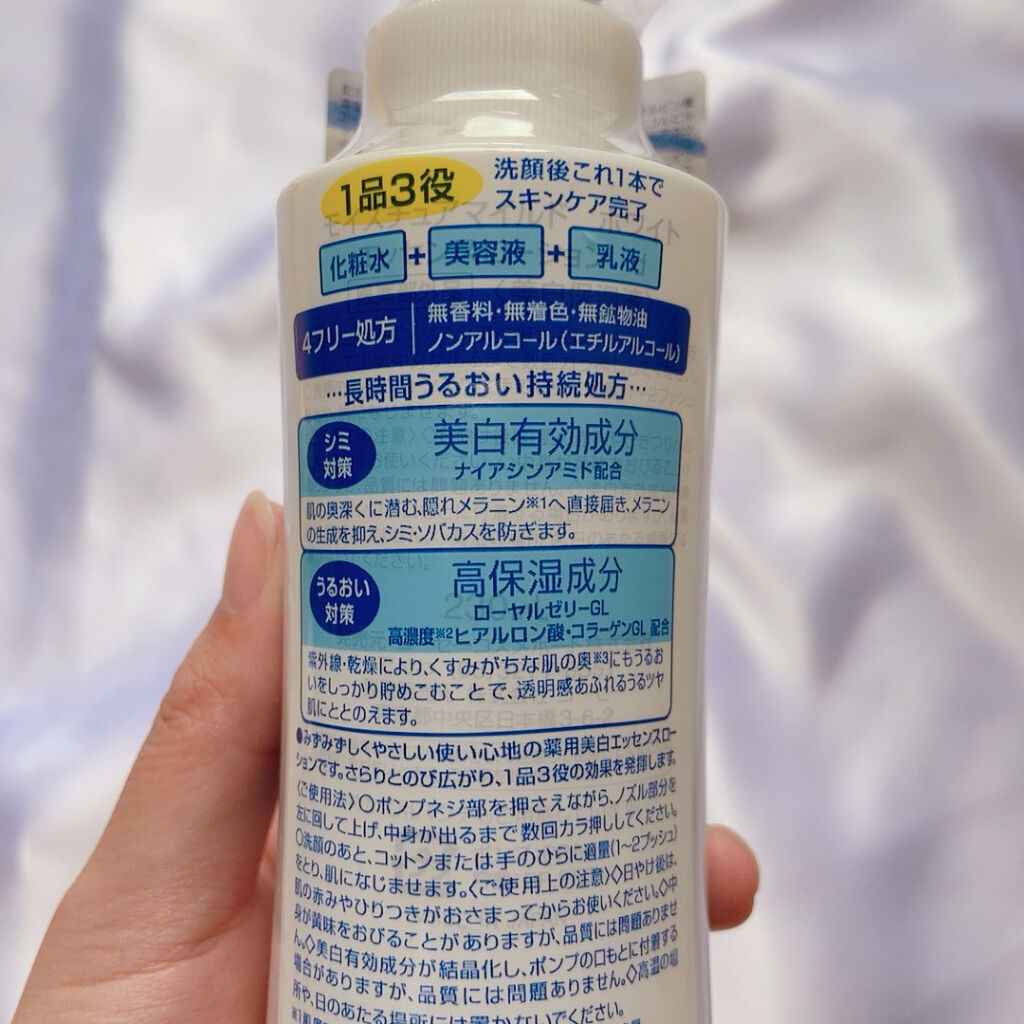 1品3役
洗顔後これ1本で
スキンケア完了
化粧水+美容液+乳液
4フリー処方
無香料・無着色・無鉱物油
ノンアルコール(エチルアルコール)
…長時間うるおい持続処方…
シミ
対策
美白有効成分
ナイアシンアミド配合
肌の奥深くに潜む、隠れメラニン※1へ直接届き、メラニン
の生成を抑え、シミ・ソバカスを防ぎます。
うるおい
対策
高保湿成分
ローヤルゼリーGL
高濃度※2ヒアルロン酸・コラーゲンGL 配合
紫外線・乾燥により、くすみがちな肌の奥※3にもうるお
いをしっかり貯めこむことで、透明感あふれるうるツヤ
肌にととのえます。
●みずみずしくやさしい使い心地の薬用美白エッセンスロー
ションです。さらりとのび広がり、1品3役の効果を発揮します。
〈ご使用法〉○ポンプネジ部を押さえながら、ノズル部分を
左に回して上げ、中身が出るまで数回カラ押ししてください。
○洗顔のあと、コットンまたは手のひらに適量(1~2プッシュ)
をとり、肌になじませます。〈ご使用上の注意〉◇日やけ後は、
肌の赤みやひりつきがおさまってからお使いください。◇中
身が黄味をおびることがありますが、品質には問題ありませ
ん。◇美白有効成分が結晶化し、ポンプの口もとに付着する
場合がありますが、品質には問題ありません。◇高温の場
所や、日のあたる場所には置かないでください。